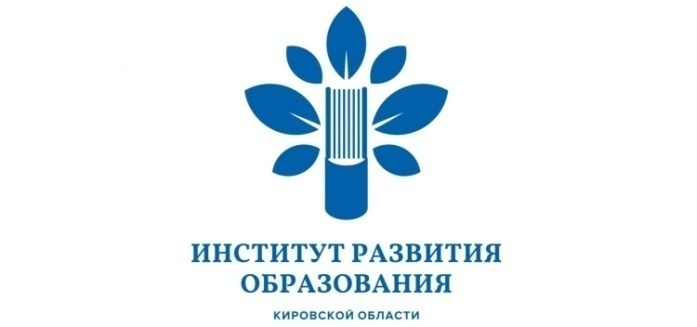 ИНСТИТУТ РАЗВИТИЯ
ОБРАЗОВАНИЯ
КИРОВСКОЙ ОБЛАСТИ